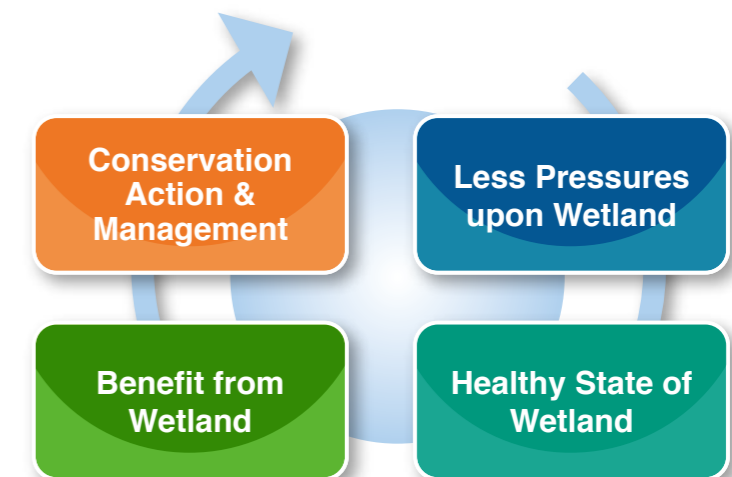 Conservation
Action &
Management
Less Pressures
upon Wetland
Benefit from
Wetland
Healthy State of
Wetland